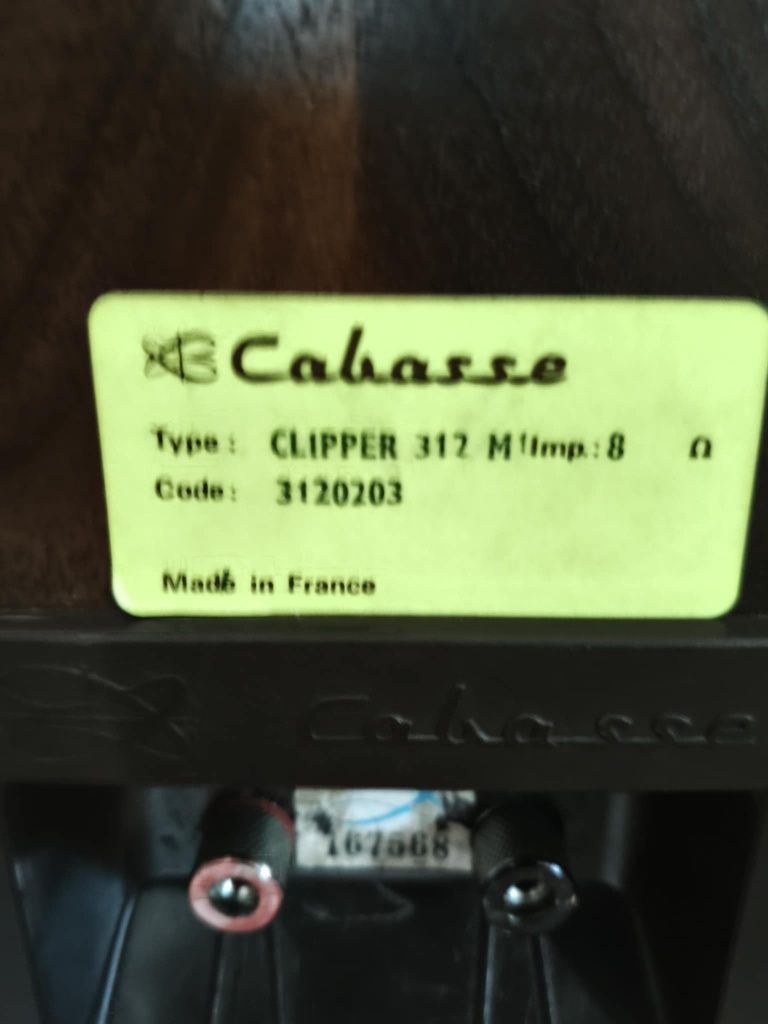 Cabasse
Type : CLIPPER 312 M Imp.: 8 Ω
Code : 3120203
Made in France
Cabasse
167568